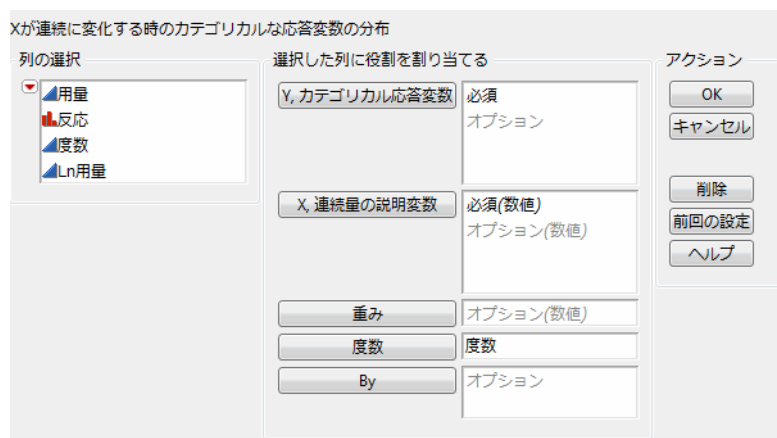 Xが連続に変化する時のカテゴリカルな応答変数の分布
列の選択
用量
反応
度数
Ln用量
選択した列に役割を割り当てる
Y, カテゴリカル応答変数
必須
オプション
X, 連続量の説明変数
必須(数値)
オプション(数値)
重み
オプション(数値)
度数
度数
By
オプション
アクション
OK
キャンセル
削除
前回の設定
ヘルプ